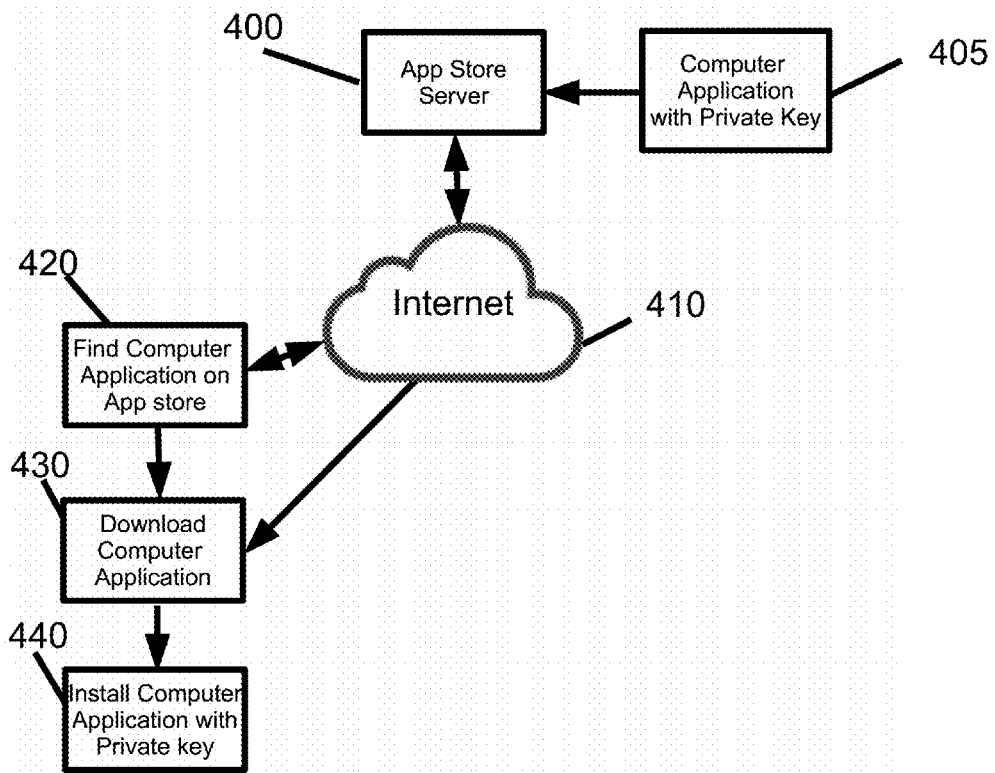 400
App Store
Server
Computer
Application
with Private Key
405
Internet
410
420
Find Computer
Application on
App store
430
Download
Computer
Application
440
Install Computer
Application with
Private key